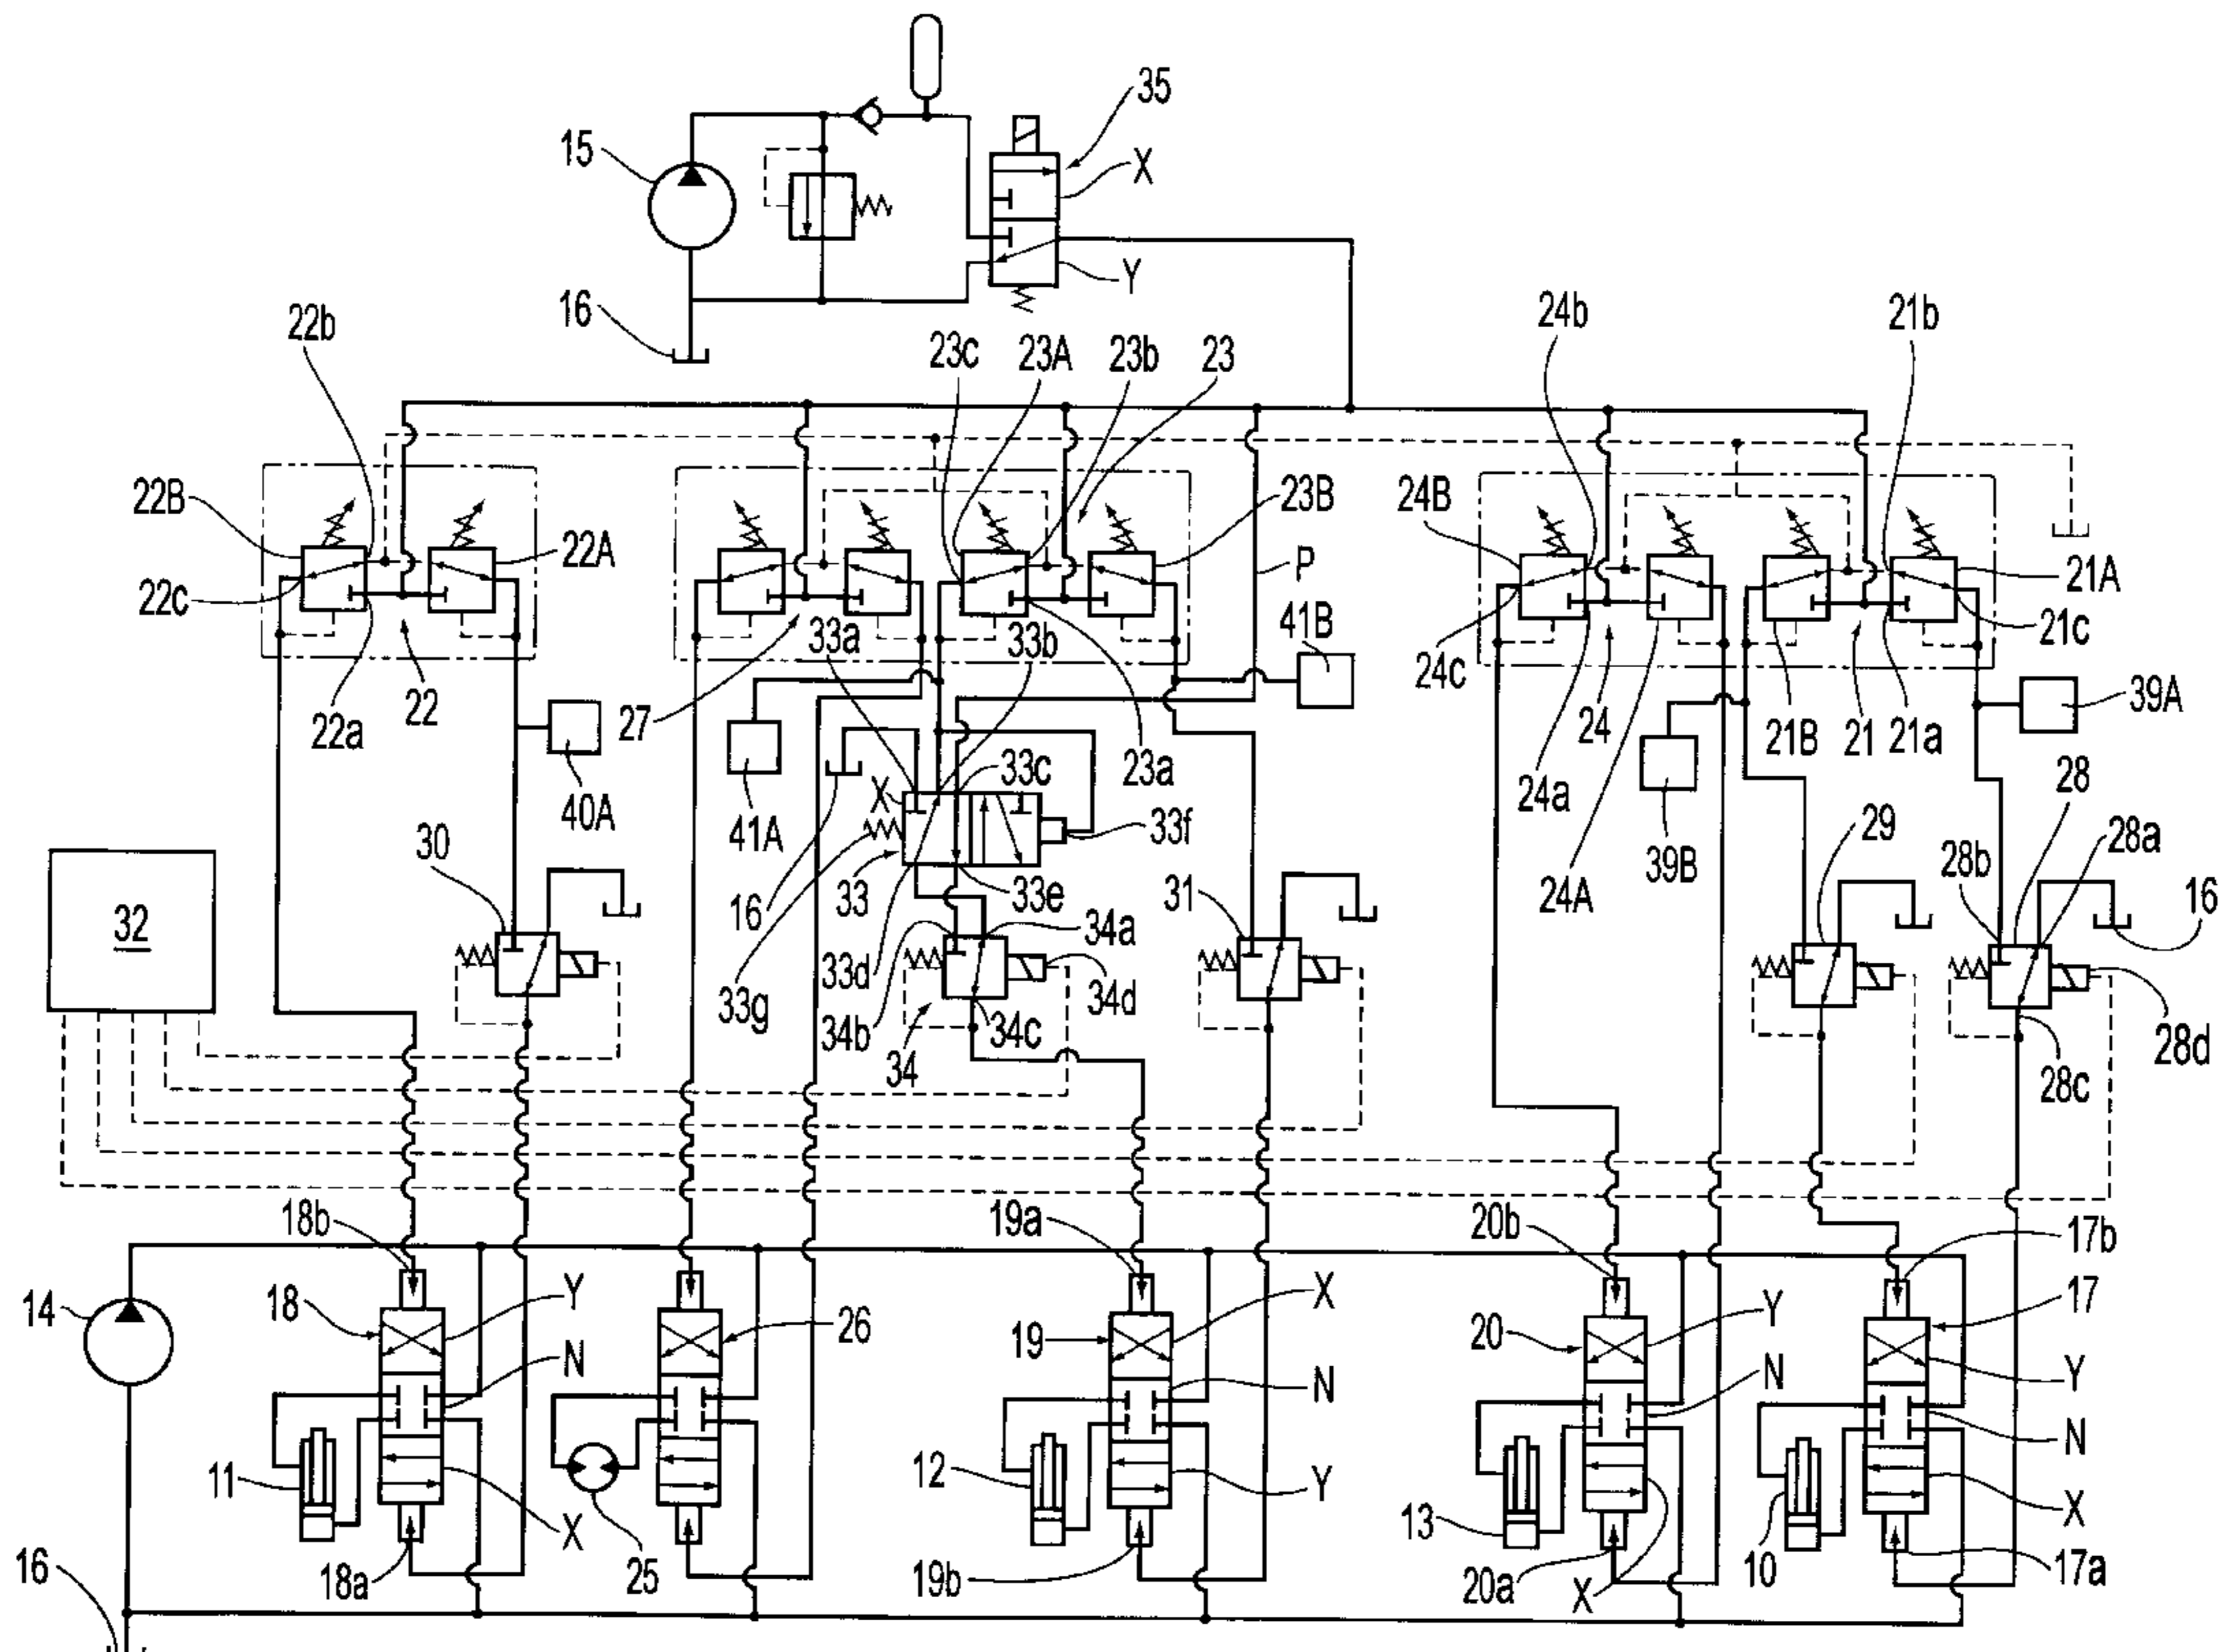 35
15
X
Y
16
22b
23c
23A
23b
23
24b
21b
22B
22A
23B
24B
21A
P
22c
33a
33b
41B
24c
21c
22a
22
27
24
21B
21
21a
39A
23a
24a
40A
41A
X
33c
33f
39B
24A
28
30
29
28b
28a
32
33
33e
31
16
16
34a
33d
33g
34b
34c
34d
34
28c
28d
18b
19a
20b
17b
14
18
Y
26
19
X
20
Y
17
N
N
N
Y
11
12
Y
13
N
X
X
25
10
16
18a
19b
20a
X
17a